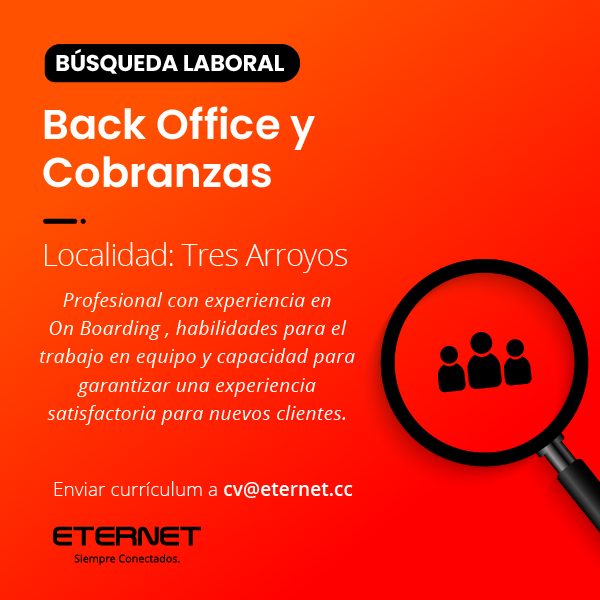 BÚSQUEDA LABORAL
Back Office y
Cobranzas
Localidad: Tres Arroyos
Profesional con experiencia en
On Boarding , habilidades para el
trabajo en equipo y capacidad para
garantizar una experiencia
satisfactoria para nuevos clientes.
Enviar currículum a cv@eternet.cc
ETERNET
Siempre Conectados.